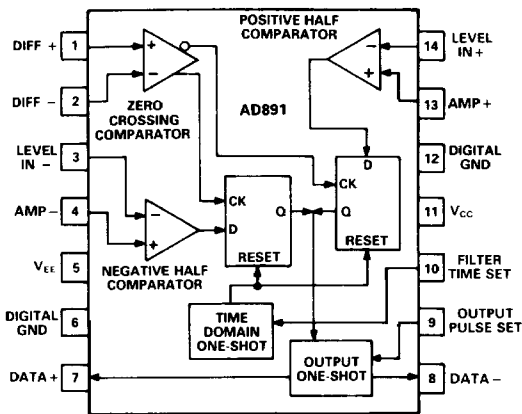 DIFF + 1
DIFF - 2
LEVEL
IN - 3
AMP- 4
VEE 5
DIGITAL
GND 6
DATA + 7
+
-
ZERO
CROSSING
COMPARATOR
POSITIVE HALF
COMPARATOR
-
+
AD891
-
+
NEGATIVE HALF
COMPARATOR
CK
D
Q
RESET
D
CK
Q
RESET
TIME
DOMAIN
ONE-SHOT
OUTPUT
ONE-SHOT
14 LEVEL
IN+
13 AMP+
12 DIGITAL
GND
11 VCC
10 FILTER
TIME SET
9 OUTPUT
PULSE SET
8 DATA -